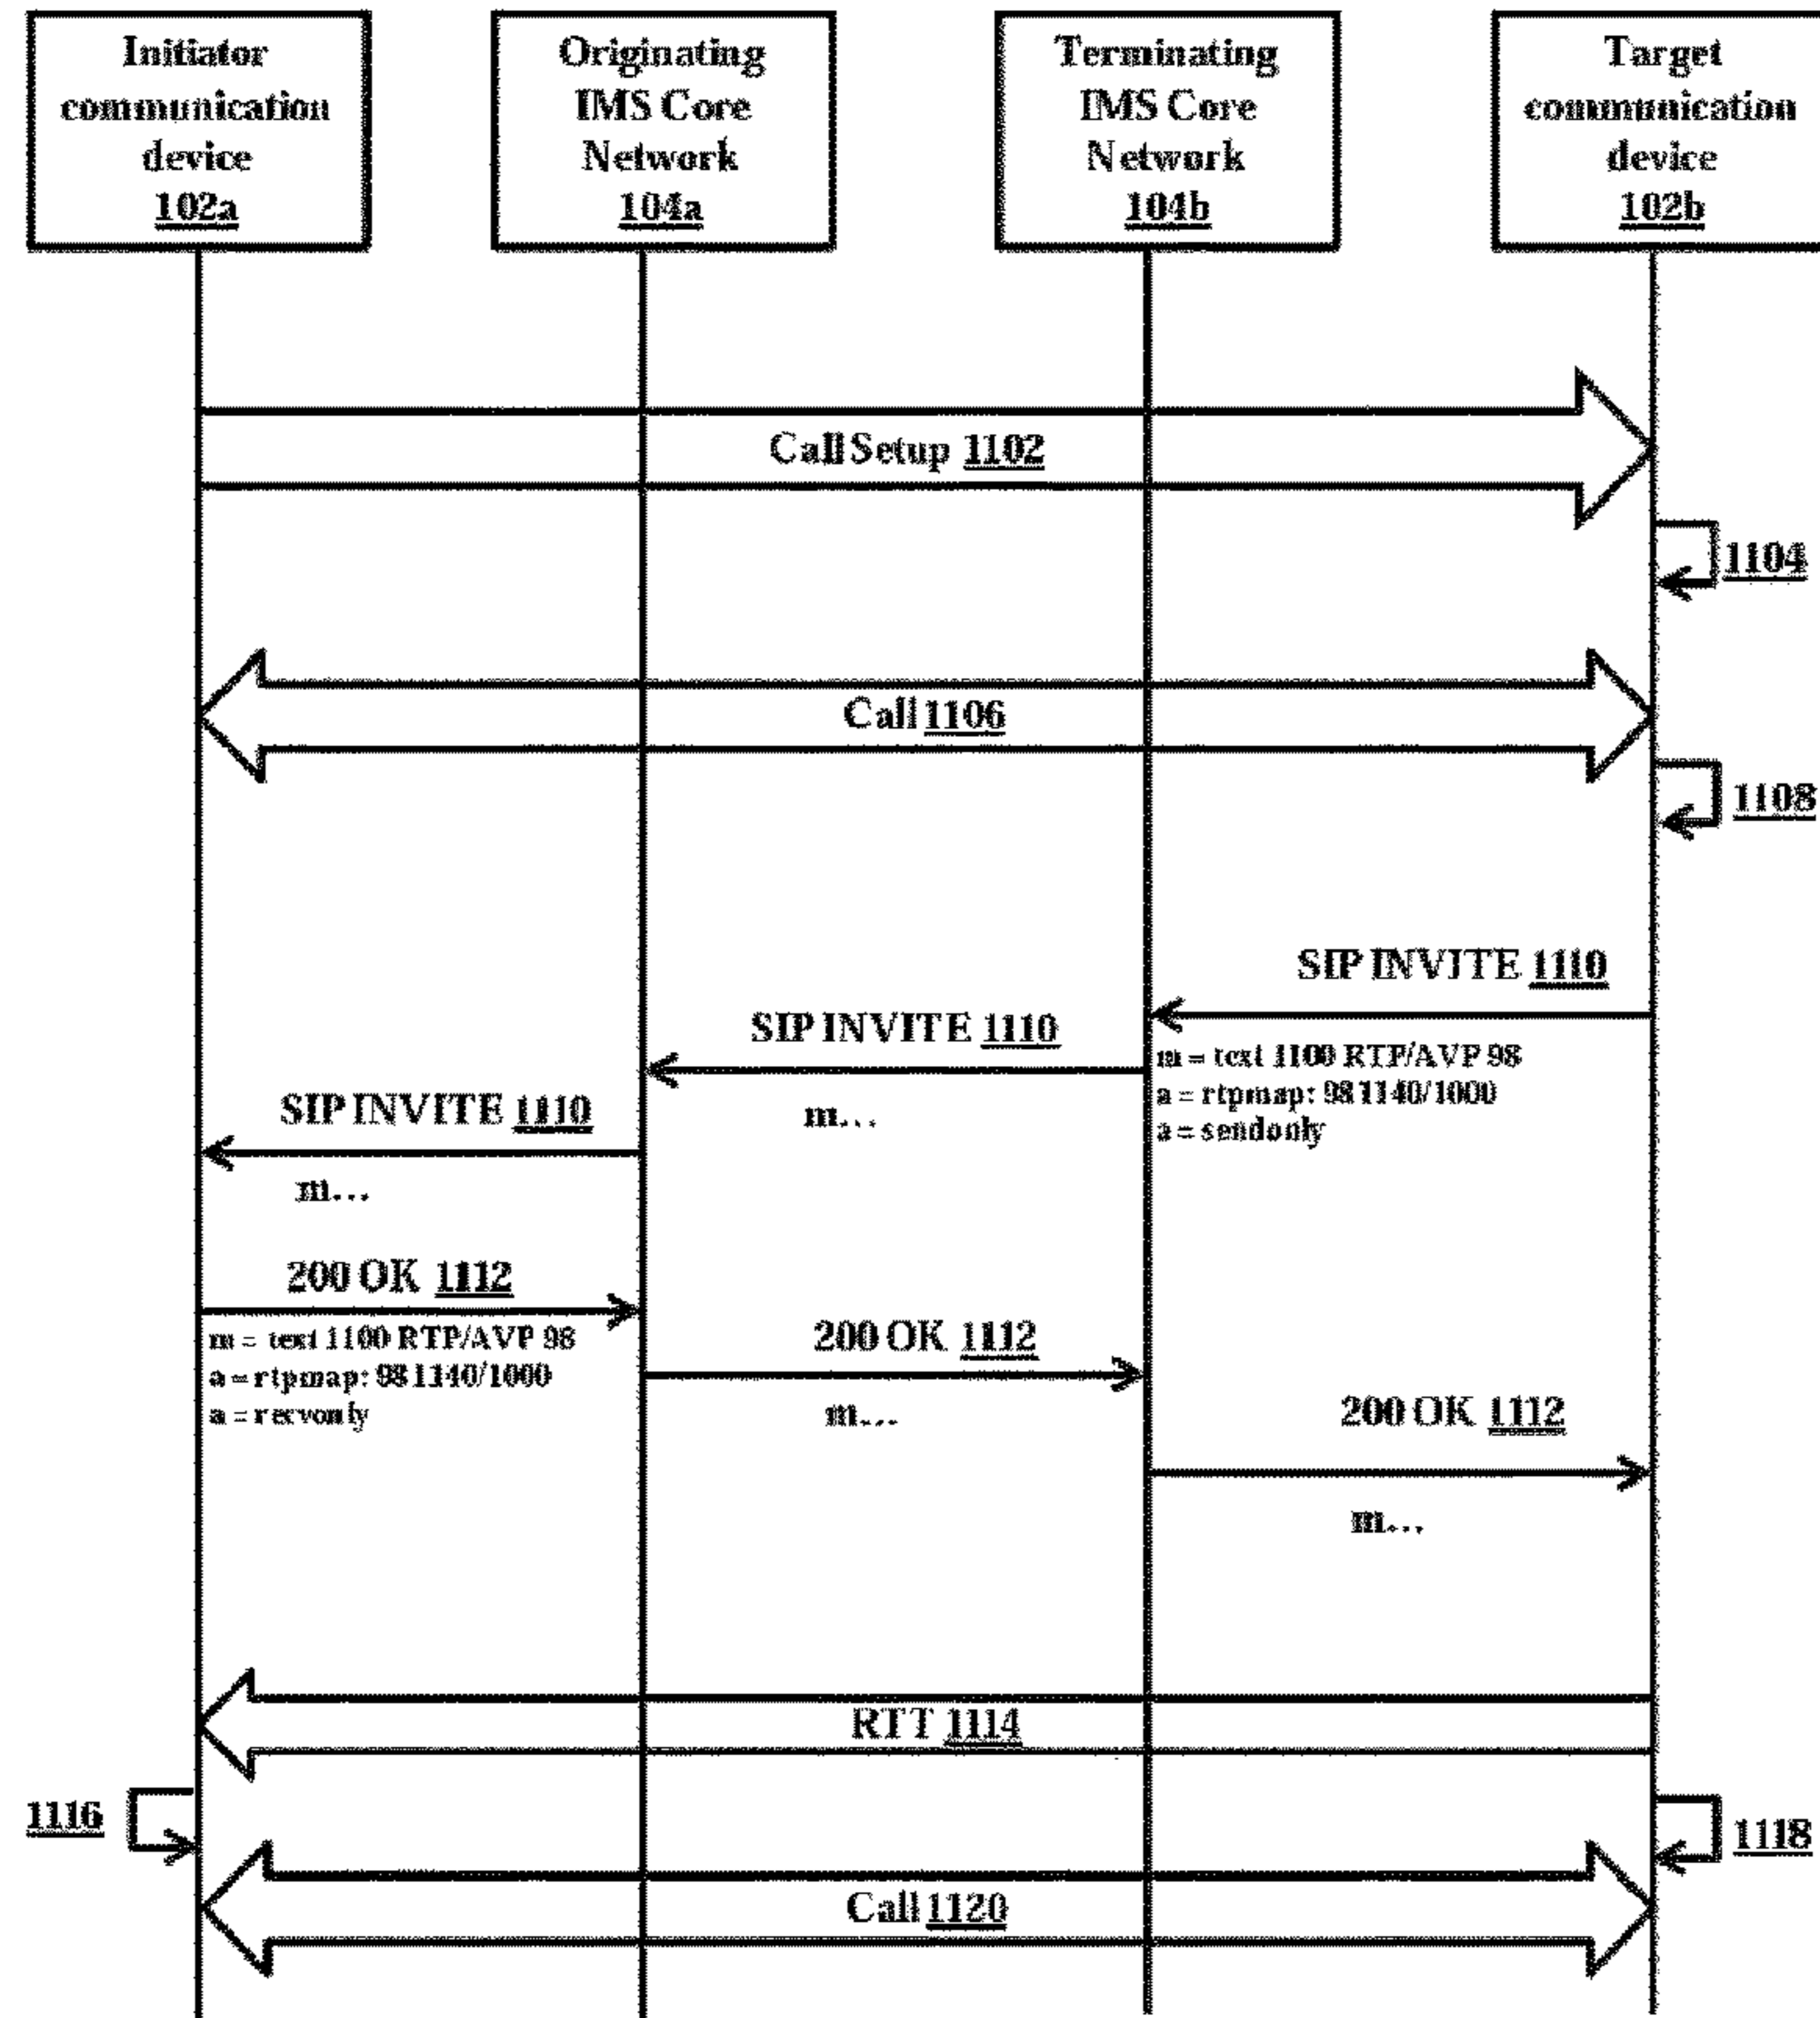 Initiator
communication
device
102a
Originating
IMS Core
Network
104a
Terminating
IMS Core
Network
104b
Target
communication
device
102b
Call Setup 1102
1104
Call 1106
1108
SIP INVITE 1110
m = text 1100 RTP/AVP 98
a = rtpmap: 98 1140/1000
a = sendonly
SIP INVITE 1110
m...
SIP INVITE 1110
m...
200 OK 1112
m = text 1100 RTP/AVP 98
a = rtpmap: 98 1140/1000
a = recvonly
200 OK 1112
m...
200 OK 1112
m...
RTT 1114
1116
1118
Call 1120